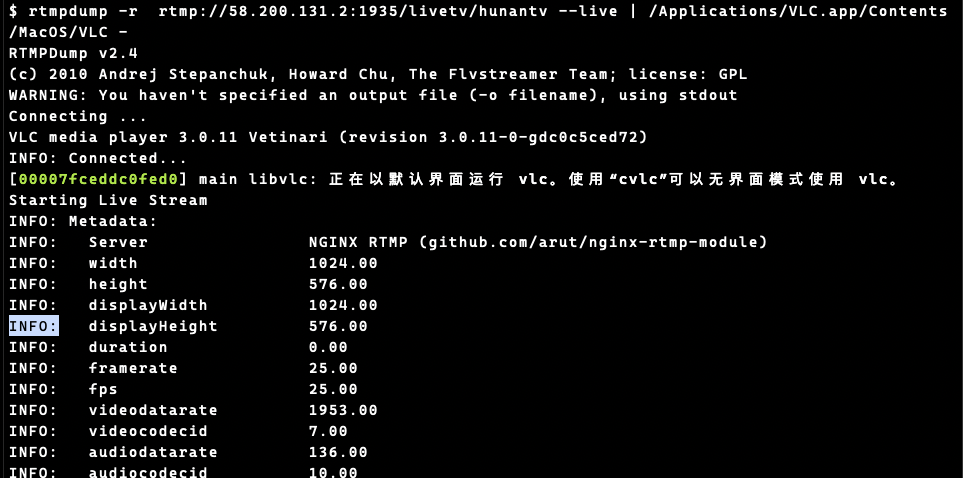 $ rtmpdump -r  rtmp://58.200.131.2:1935/livetv/hunantv --live | /Applications/VLC.app/Contents
/MacOS/VLC -
RTMPDump v2.4
(c) 2010 Andrej Stepanchuk, Howard Chu, The Flvstreamer Team; license: GPL
WARNING: You haven't specified an output file (-o filename), using stdout
Connecting ...
VLC media player 3.0.11 Vetinari (revision 3.0.11-0-gdc0c5ced72)
INFO: Connected...
[00007fceddc0fed0] main libvlc: 正在以默认界面运行 vlc。使用“cvlc”可以无界面模式使用 vlc。
Starting Live Stream
INFO: Metadata:
INFO:   Server                NGINX RTMP (github.com/arut/nginx-rtmp-module)
INFO:   width                 1024.00
INFO:   height                576.00
INFO:   displayWidth          1024.00
INFO:   displayHeight         576.00
INFO:   duration              0.00
INFO:   framerate             25.00
INFO:   fps                   25.00
INFO:   videodatarate         1953.00
INFO:   videocodecid          7.00
INFO:   audiodatarate         136.00
INFO:   audiocodecid          10.00